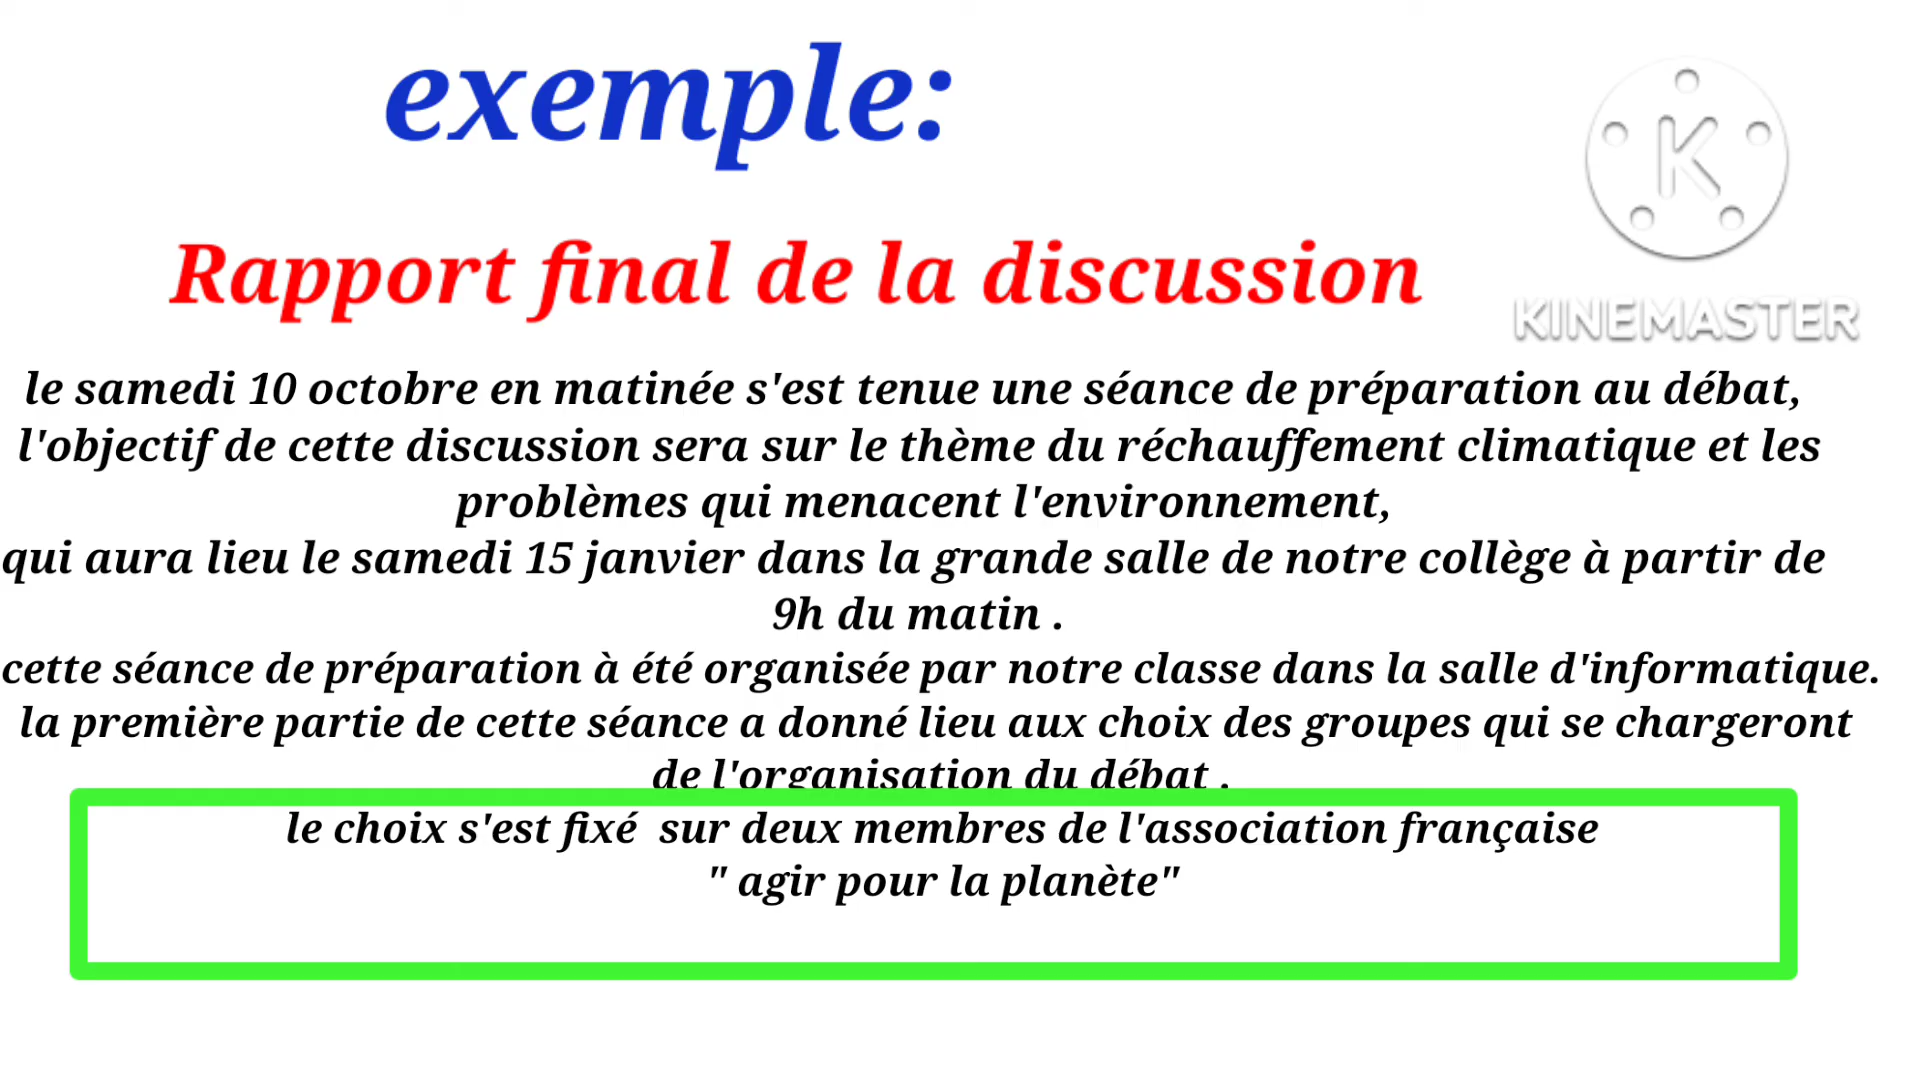 exemple:
Rapport final de la discussion
KINEMASTER
le samedi 10 octobre en matinée s'est tenue une séance de préparation au débat,
l'objectif de cette discussion sera sur le thème du réchauffement climatique et les
problèmes qui menacent l'environnement,
qui aura lieu le samedi 15 janvier dans la grande salle de notre collège à partir de
9h du matin .
cette séance de préparation à été organisée par notre classe dans la salle d'informatique.
la première partie de cette séance a donné lieu aux choix des groupes qui se chargeront
de l'organisation du débat .
le choix s'est fixé  sur deux membres de l'association française
" agir pour la planète"